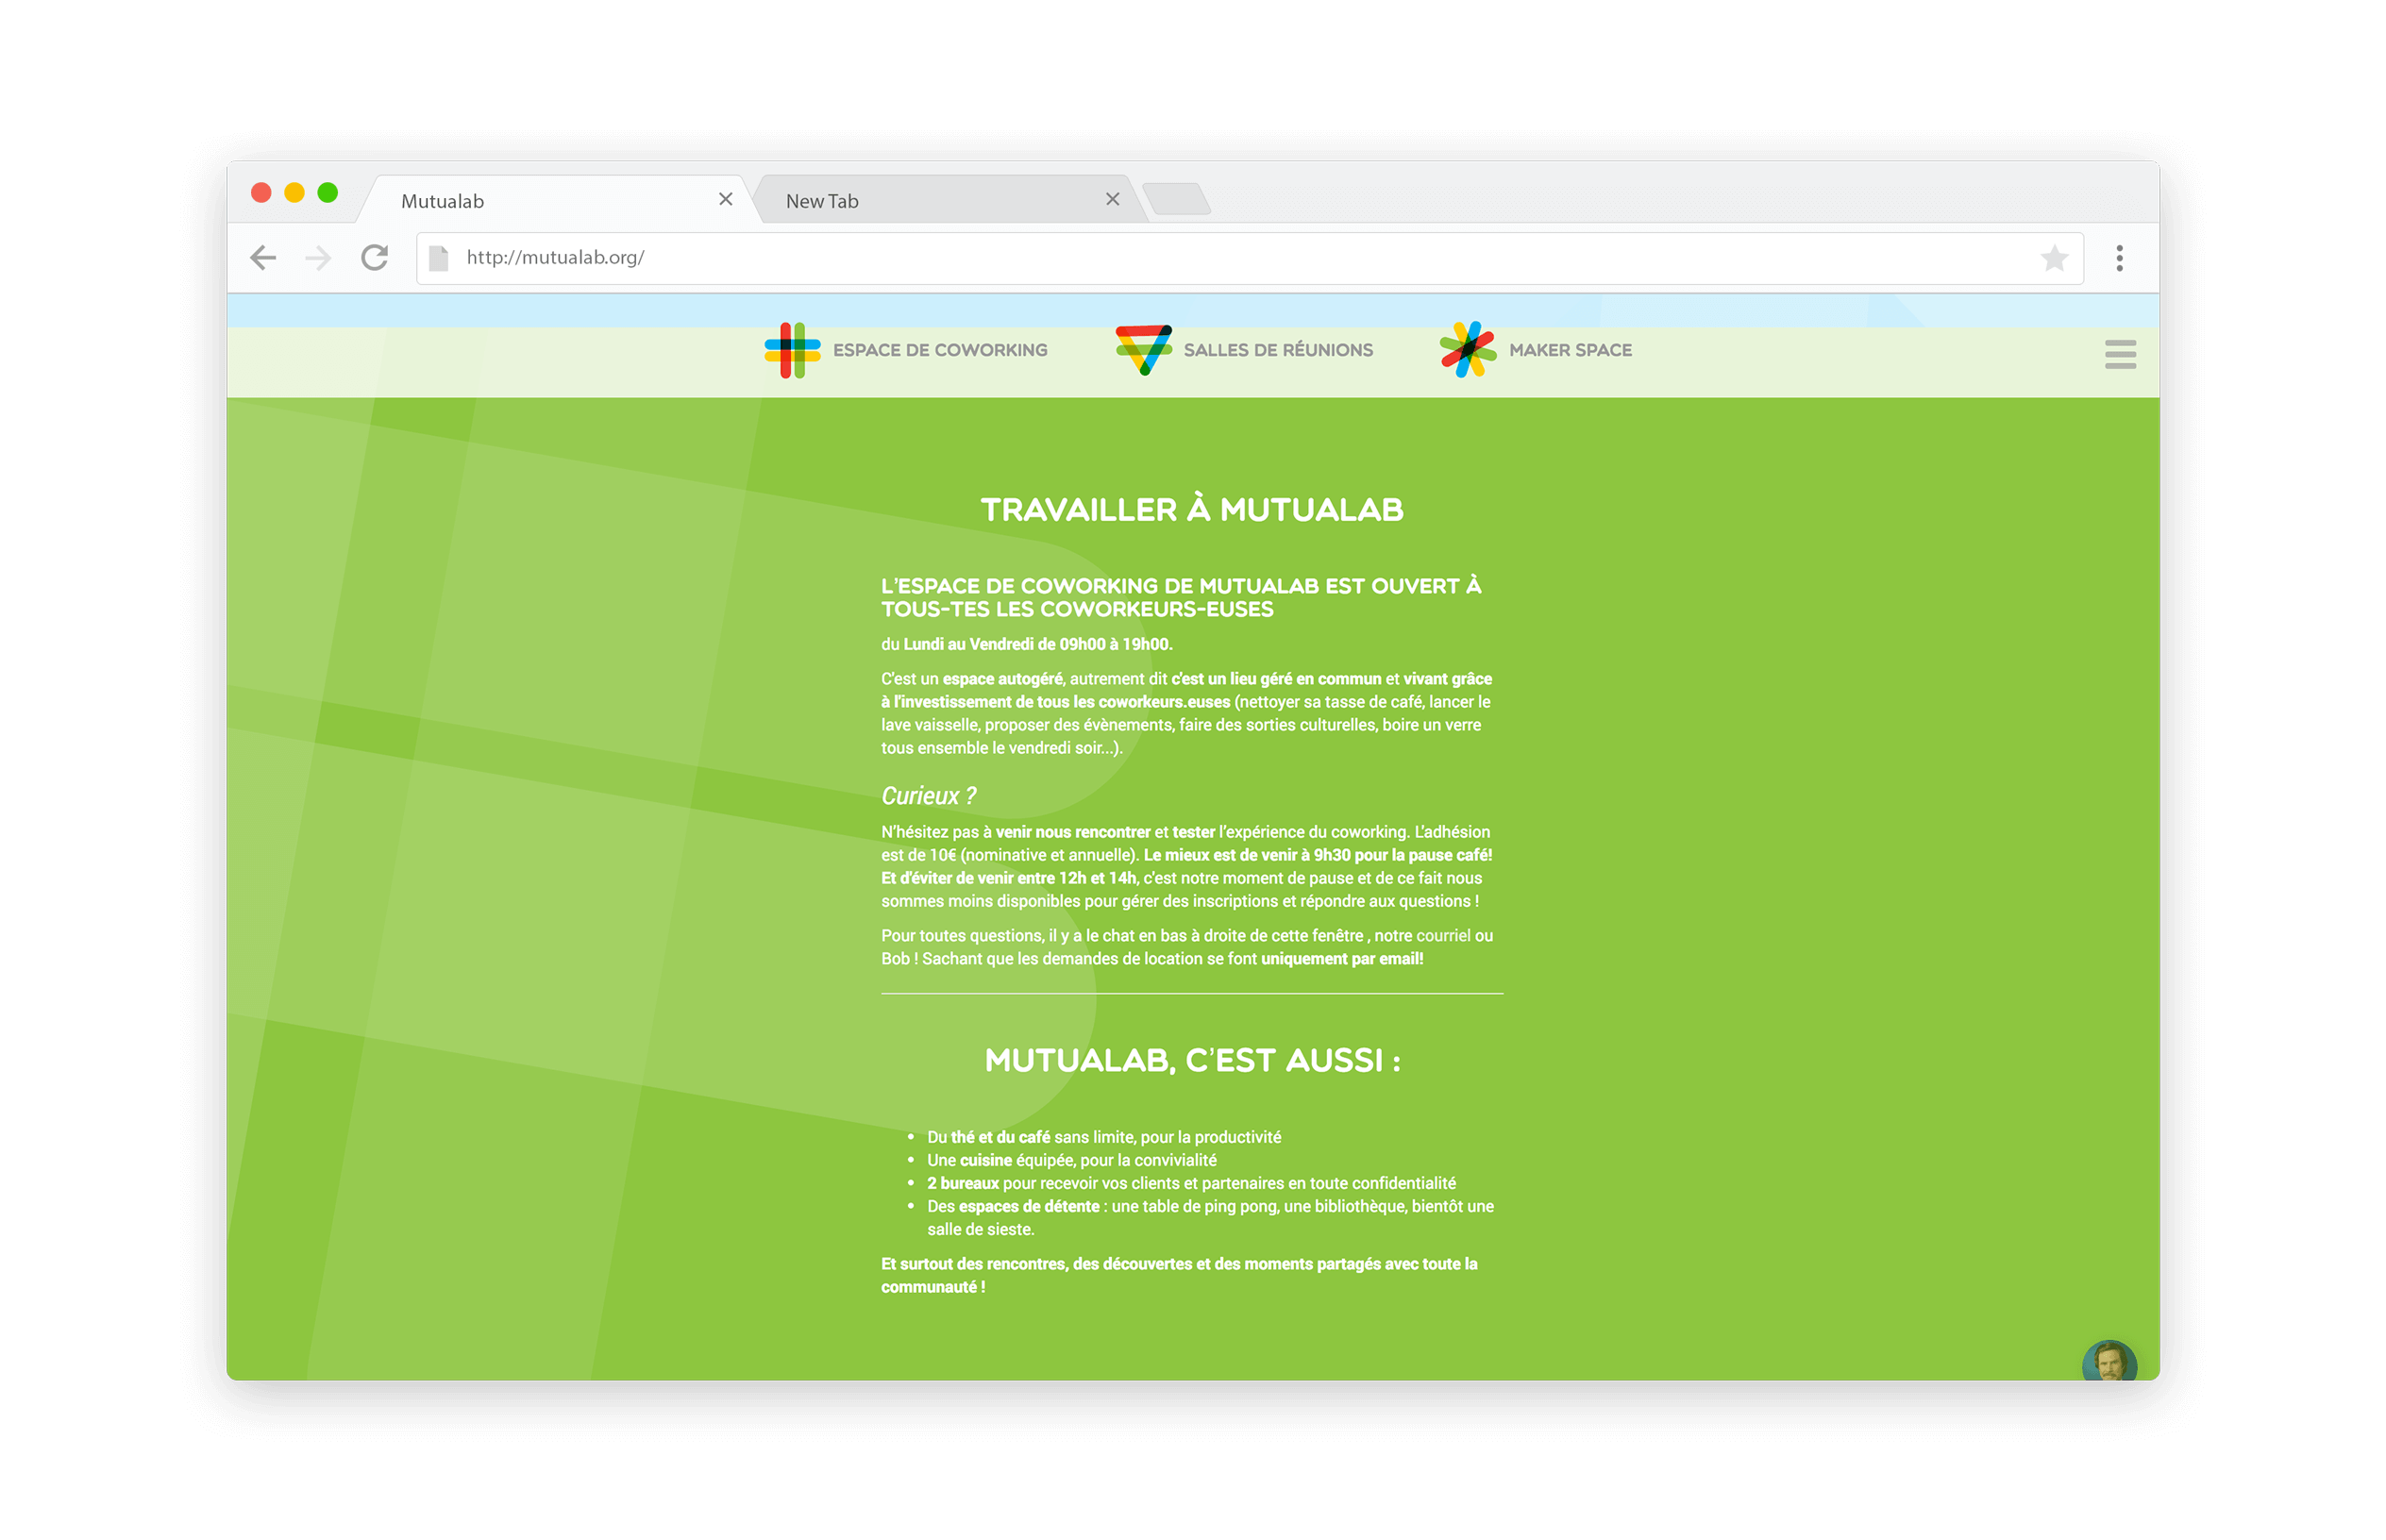 Mutualab
New Tab
http://mutualab.org/
ESPACE DE COWORKING
SALLES DE RÉUNIONS
MAKER SPACE
TRAVAILLER À MUTUALAB
L'ESPACE DE COWORKING DE MUTUALAB EST OUVERT À
TOUS-TES LES COWORKEURS-EUSES
du Lundi au Vendredi de 09h00 à 19h00.
C'est un espace autogéré, autrement dit c'est un lieu géré en commun et vivant grâce
à l'investissement de tous les coworkeurs.euses (nettoyer sa tasse de café, lancer le
lave vaisselle, proposer des évènements, faire des sorties culturelles, boire un verre
tous ensemble le vendredi soir...).
Curieux ?
N'hésitez pas à venir nous rencontrer et tester l'expérience du coworking. L'adhésion
est de 10€ (nominative et annuelle). Le mieux est de venir à 9h30 pour la pause café!
Et d'éviter de venir entre 12h et 14h, c'est notre moment de pause et de ce fait nous
sommes moins disponibles pour gérer des inscriptions et répondre aux questions !
Pour toutes questions, il y a le chat en bas à droite de cette fenêtre , notre courriel ou
Bob ! Sachant que les demandes de location se font uniquement par email!
MUTUALAB, C'EST AUSSI :
• Du thé et du café sans limite, pour la productivité
• Une cuisine équipée, pour la convivialité
• 2 bureaux pour recevoir vos clients et partenaires en toute confidentialité
• Des espaces de détente : une table de ping pong, une bibliothèque, bientôt une
salle de sieste.
Et surtout des rencontres, des découvertes et des moments partagés avec toute la
communauté !